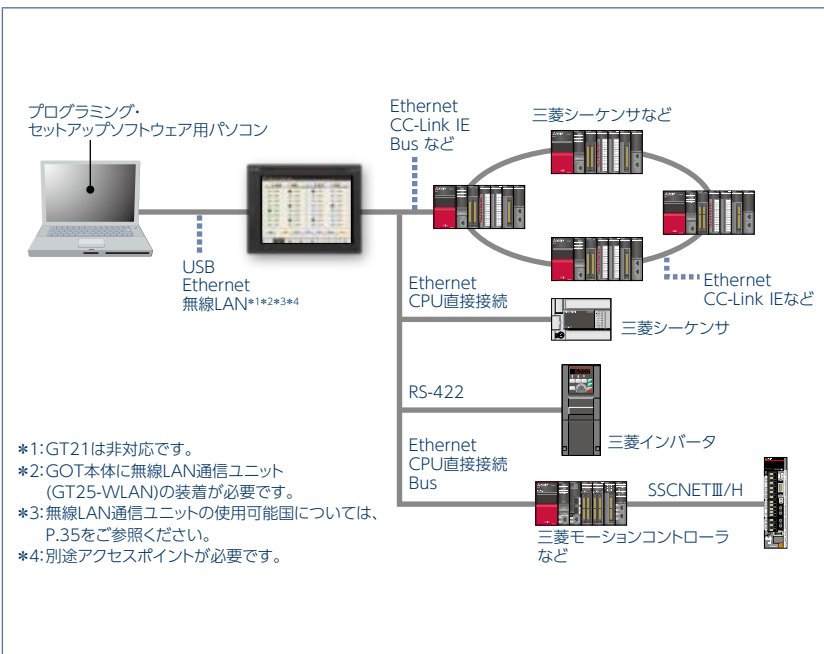 プログラミング・
セットアップソフトウェア用パソコン
Ethernet
CC-Link IE
Bus など
三菱シーケンサなど
USB
Ethernet
無線LAN*1*2*3*4
Ethernet
CC-Link IEなど
Ethernet
CPU直接接続
三菱シーケンサ
RS-422
三菱インバータ
Ethernet
CPU直接接続
Bus
SSCNETⅢ/H
三菱モーションコントローラ
など
*1:GT21は非対応です。
*2:GOT本体に無線LAN通信ユニット
(GT25-WLAN)の装着が必要です。
*3:無線LAN通信ユニットの使用可能国については、
P.35をご参照ください。
*4:別途アクセスポイントが必要です。